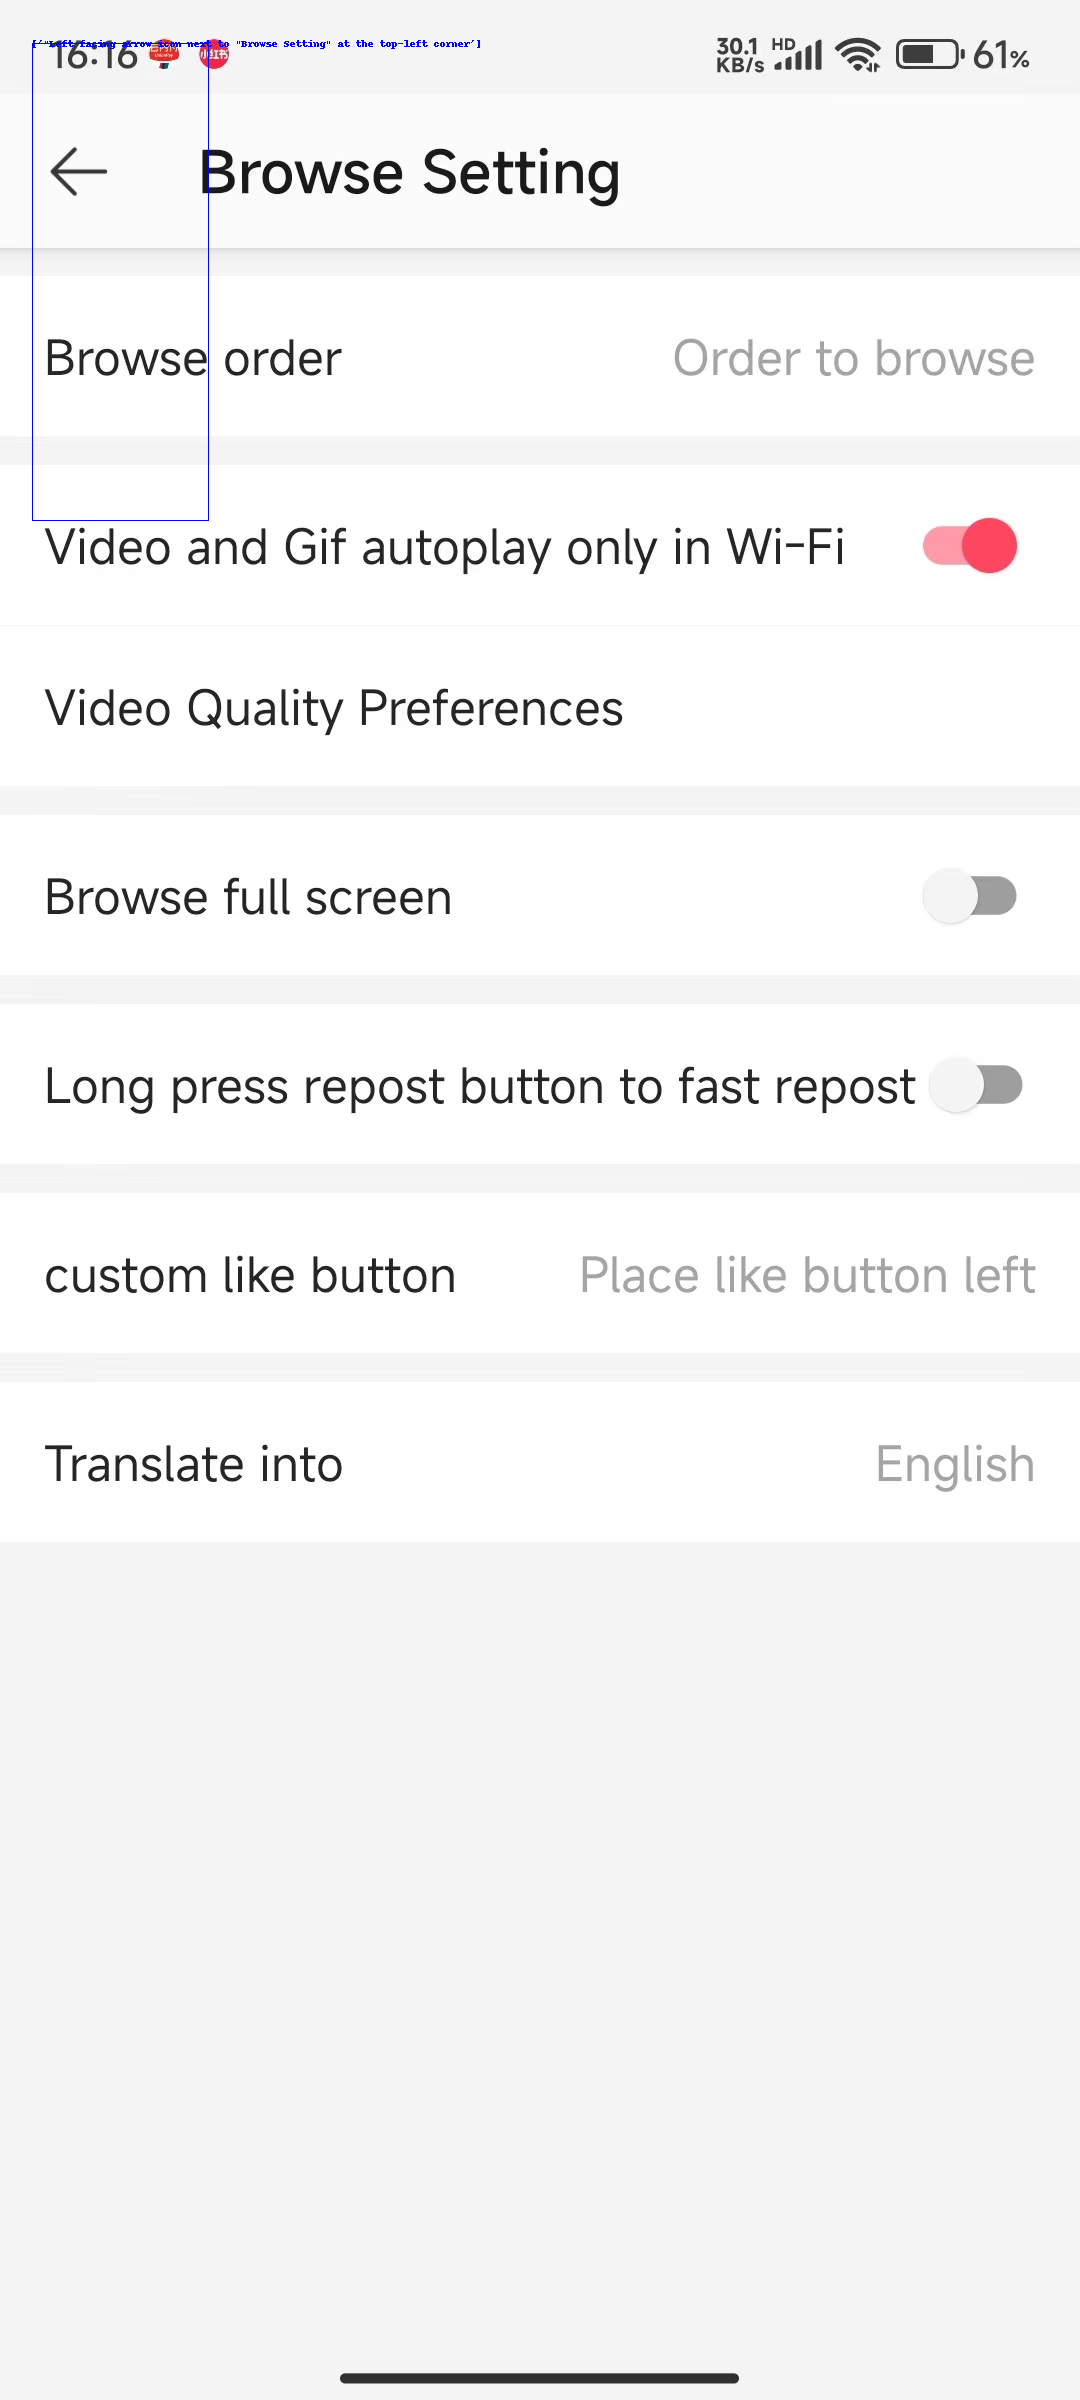 ['"Left-facing arrow icon next to "Browse Setting" at the top-left corner']
16:16
30.1 KB/s HD 61%
Browse Setting
Browse order Order to browse
Video and Gif autoplay only in Wi-Fi
Video Quality Preferences
Browse full screen
Long press repost button to fast repost
custom like button Place like button left
Translate into English